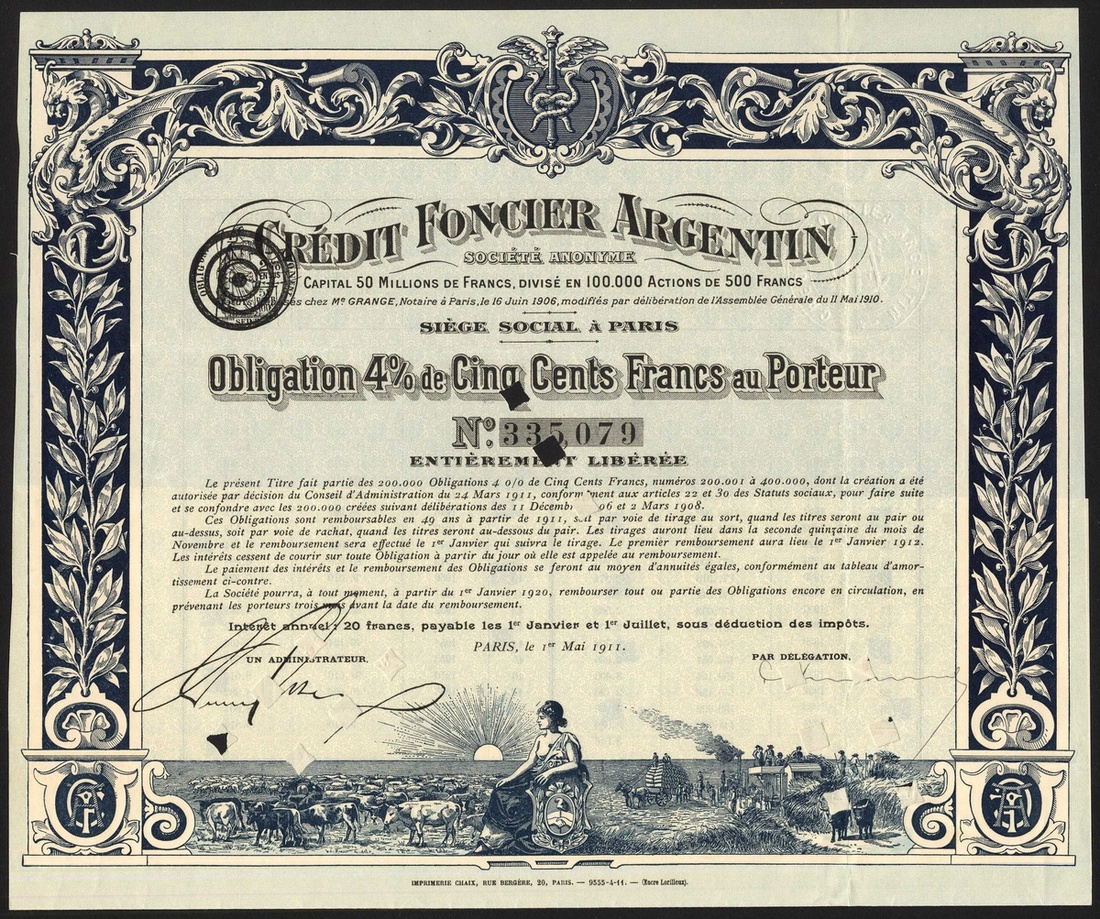 CRÉDIT FONCIER ARGENTIN
SOCIÉTÉ ANONYME
CAPITAL 50 MILLIONS DE FRANCS, DIVISÉ EN 100.000 ACTIONS DE 500 FRANCS
chez Me GRANGE, Notaire à Paris, le 16 Juin 1906, modifiés par délibération de l'Assemblée Générale du 11 Mai 1910.
SIÈGE SOCIAL À PARIS
Obligation 4% de Cinq Cents Francs au Porteur
No. 335,079
ENTIÈREMENT LIBÉRÉE
Le présent Titre fait partie des 200.000 Obligations 4 0/0 de Cinq Cents Francs, numéros 200.001 à 400.000, dont la création a été
autorisée par décision du Conseil d'Administration du 24 Mars 1911, conformément aux articles 22 et 30 des Statuts sociaux, pour faire suite
et se confondre avec les 200.000 créées suivant délibérations des 11 Décembre 1906 et 2 Mars 1908.
Ces Obligations sont remboursables en 49 ans à partir de 1911, soit par voie de tirage au sort, quand les titres seront au pair ou
au-dessus, soit par voie de rachat, quand les titres seront au-dessous du pair. Les tirages auront lieu dans la seconde quinzaine du mois de
Novembre et le remboursement sera effectué le 1er Janvier qui suivra le tirage. Le premier remboursement aura lieu le 1er Janvier 1912.
Les intérêts cessent de courir sur toute Obligation à partir du jour où elle est appelée au remboursement.
Le paiement des intérêts et le remboursement des Obligations se feront au moyen d'annuités égales, conformément au tableau d'amor-
tissement ci-contre.
La Société pourra, à tout moment, à partir du 1er Janvier 1920, rembourser tout ou partie des Obligations encore en circulation, en
prévenant les porteurs trois mois avant la date du remboursement.
Intérêt annuel : 20 francs, payable les 1er Janvier et 1er Juillet, sous déduction des impôts.
PARIS, le 1er Mai 1911.
UN ADMINISTRATEUR,
PAR DÉLÉGATION,
IMPRIMERIE CHAIX, RUE BERGÈRE, 20, PARIS. — 9555-4-11. — (Encre Lorilleux).